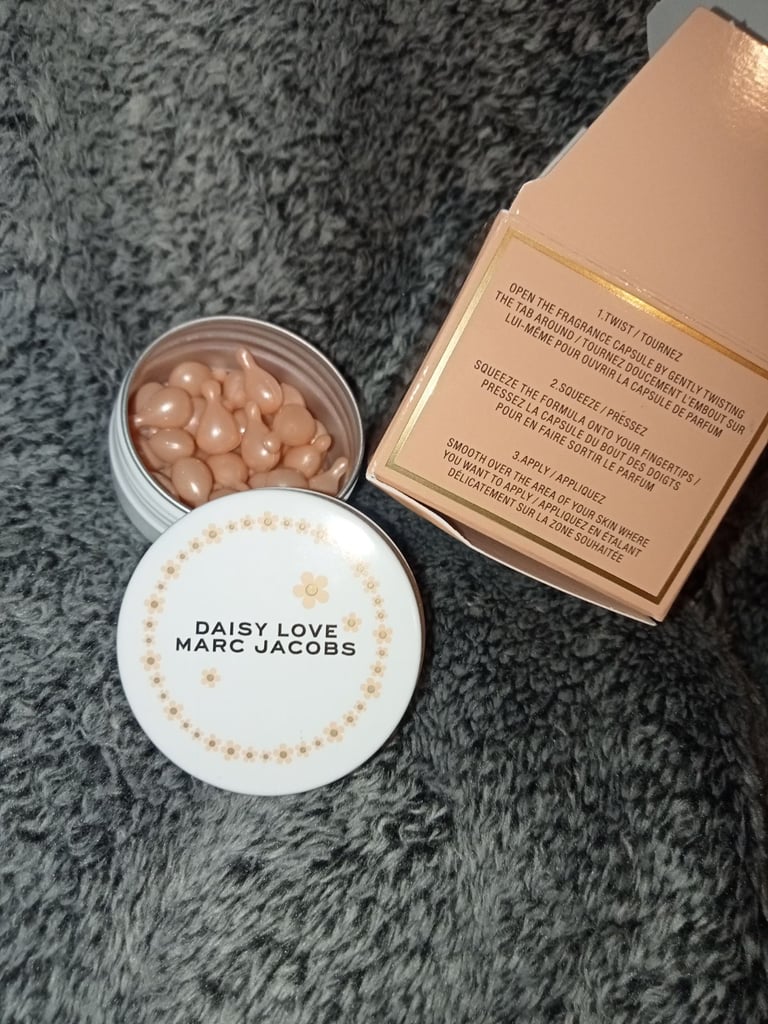 DAISY LOVE
MARC JACOBS
1.TWIST / TOURNEZ
OPEN THE FRAGRANCE CAPSULE BY GENTLY TWISTING
THE TAB AROUND / TOURNEZ DOUCEMENT L'EMBOUT SUR
LUI-MÊME POUR OUVRIR LA CAPSULE DE PARFUM
2.SQUEEZE / PRESSEZ
SQUEEZE THE FORMULA ONTO YOUR FINGERTIPS /
PRESSEZ LA CAPSULE DU BOUT DES DOIGTS
POUR EN FAIRE SORTIR LE PARFUM
3.APPLY / APPLIQUEZ
SMOOTH OVER THE AREA OF YOUR SKIN WHERE
YOU WANT TO APPLY / APPLIQUEZ EN ÉTALANT
DÉLICATEMENT SUR LA ZONE SOUHAITÉE